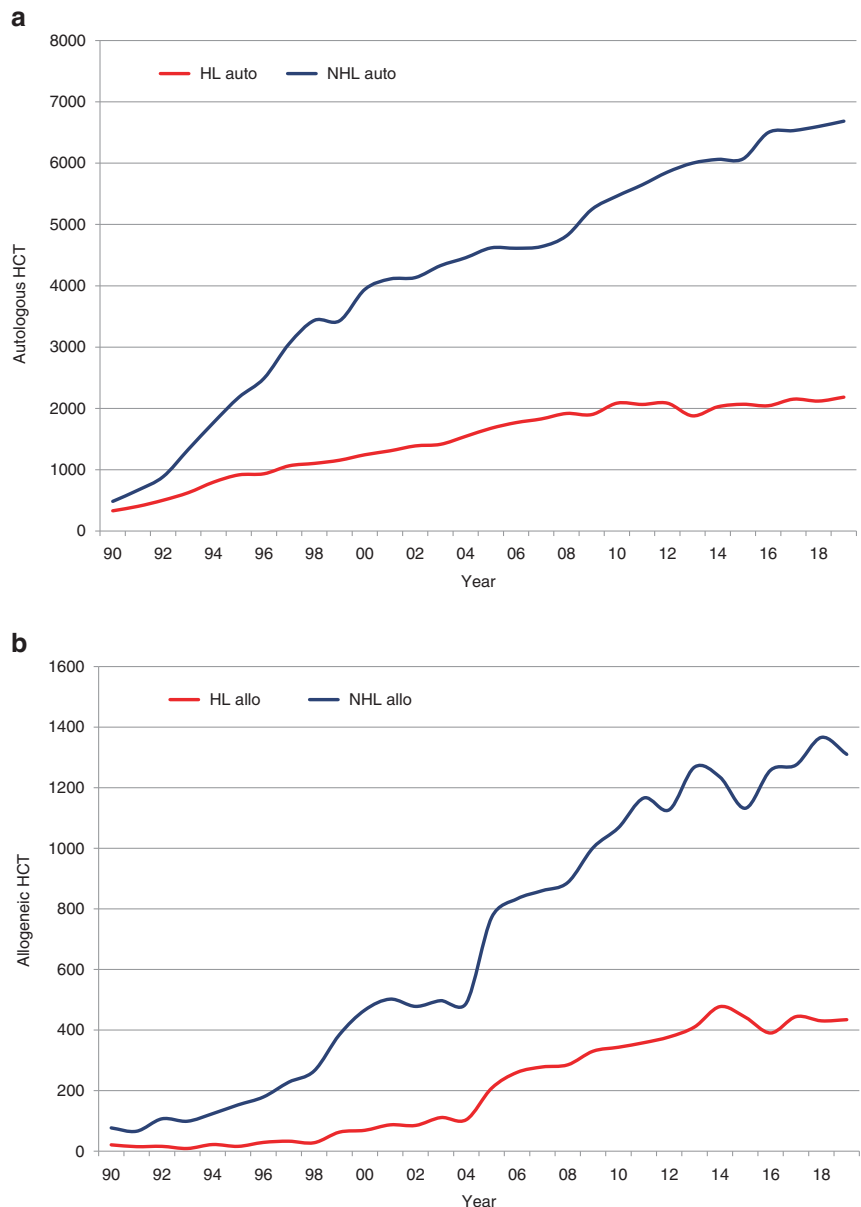 a
8000
7000
6000
5000
4000
3000
2000
1000
0
HL auto NHL auto
Autologous HCT
90 92 94 96 98 00 02 04 06 08 10 12 14 16 18
Year
b
1600
1400
1200
1000
800
600
400
200
0
HL allo NHL allo
Allogeneic HCT
90 92 94 96 98 00 02 04 06 08 10 12 14 16 18
Year